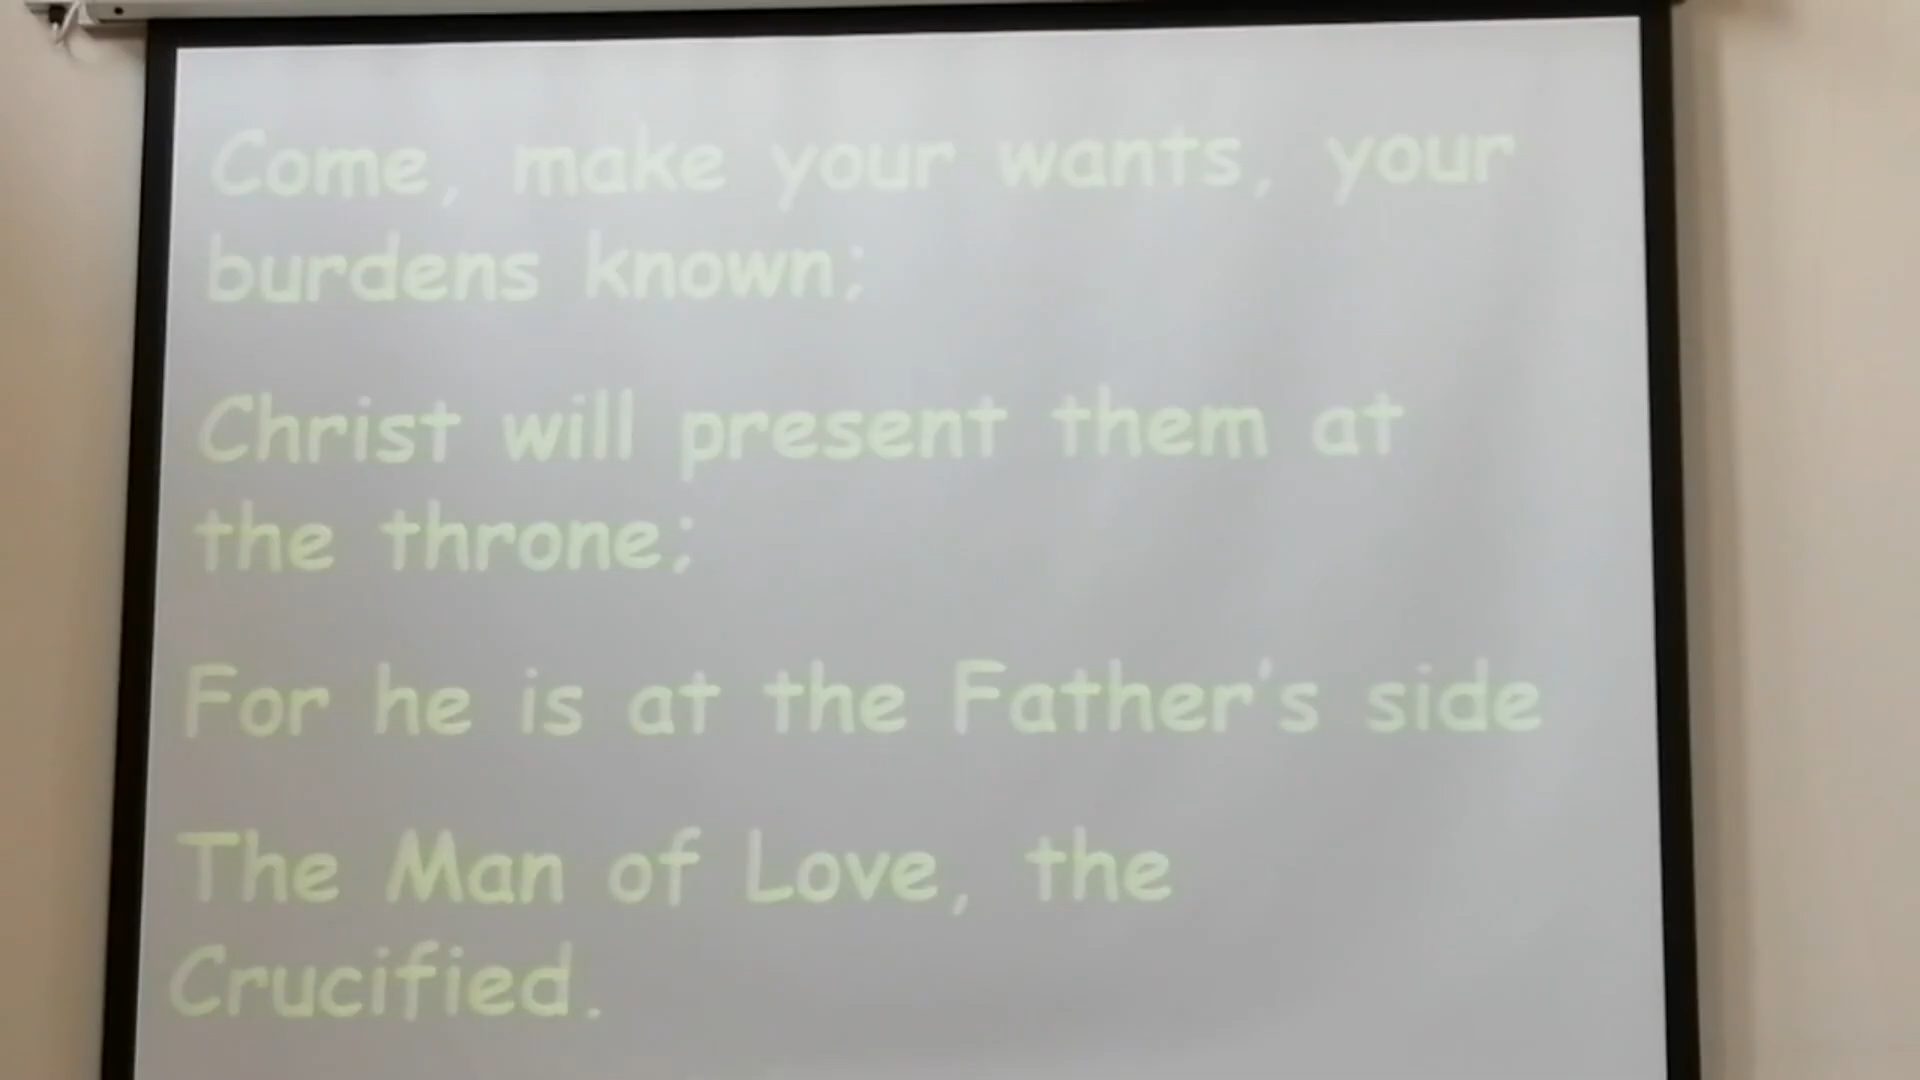 Come, make your wants, your
burdens known;
Christ will present them at
the throne;
For he is at the Father's side
The Man of Love, the
Crucified.